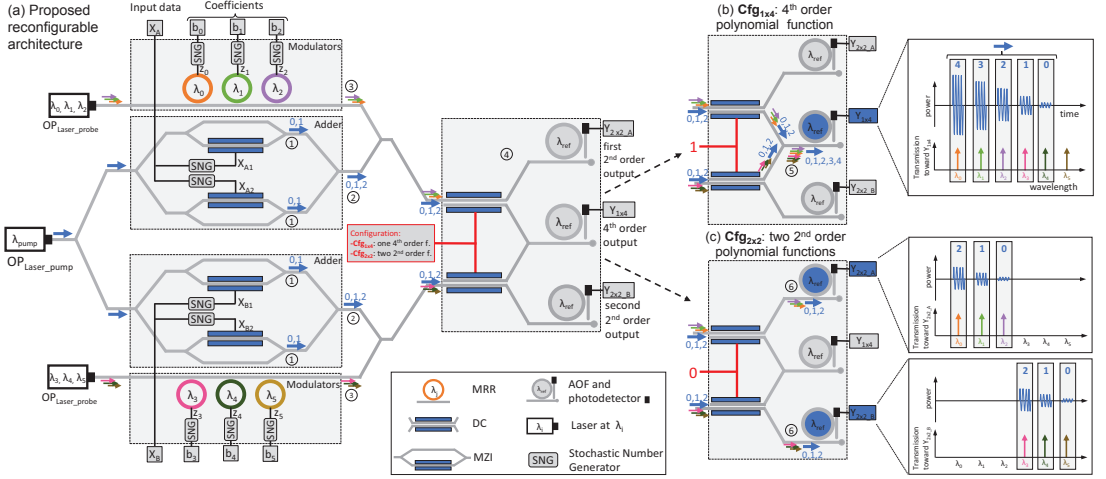 (a) Proposed
reconfigurable
architecture
Input data
Coefficients
X_A
b_0
b_1
b_2
SNG
SNG
SNG
Modulators
z_0
z_1
z_2
λ_0
λ_1
λ_2
λ_0, λ_1, λ_2
OP_Laser_probe
③
Adder
0,1
①
SNG
X_A1
SNG
X_A2
0,1,2
②
0,1
①
λ_pump
OP_Laser_pump
Adder
0,1
①
X_B1
SNG
SNG
X_B2
0,1,2
②
0,1
①
λ_3, λ_4, λ_5
OP_Laser_probe
Modulators
③
λ_3
λ_4
λ_5
z_3
z_4
z_5
SNG
SNG
SNG
X_B
b_3
b_4
b_5
0,1,2
④
Configuration:
-Cfg_1x4: one 4th order f.
-Cfg_2x2: two 2nd order f.
0,1,2
λ_ref
Y_2x2_A
first
2nd order
output
λ_ref
Y_1x4
4th order
output
λ_ref
Y_2x2_B
second
2nd order
output
λ_i
MRR
DC
MZI
λ_ref
AOF and
photodetector
λ_i
Laser at λ_i
SNG
Stochastic Number
Generator
(b) Cfg_1x4: 4th order
polynomial function
λ_ref
Y_2x2_A
0,1,2
0,1,2
1
λ_ref
Y_1x4
0,1,2,3,4
0,1,2
⑤
0,1,2
λ_ref
Y_2x2_B
4
3
2
1
0
power
time
Transmission
toward Y_1x4
λ_0
λ_1
λ_2
λ_3
λ_4
λ_5
wavelength
(c) Cfg_2x2: two 2nd order
polynomial functions
⑥
λ_ref
Y_2x2_A
0,1,2
0,1,2
0
λ_ref
Y_1x4
0,1,2
⑥
λ_ref
Y_2x2_B
0,1,2
2
1
0
power
Transmission
toward Y_2x2_A
λ_0
λ_1
λ_2
λ_3
λ_4
λ_5
2
1
0
power
Transmission
toward Y_2x2_B
λ_0
λ_1
λ_2
λ_3
λ_4
λ_5